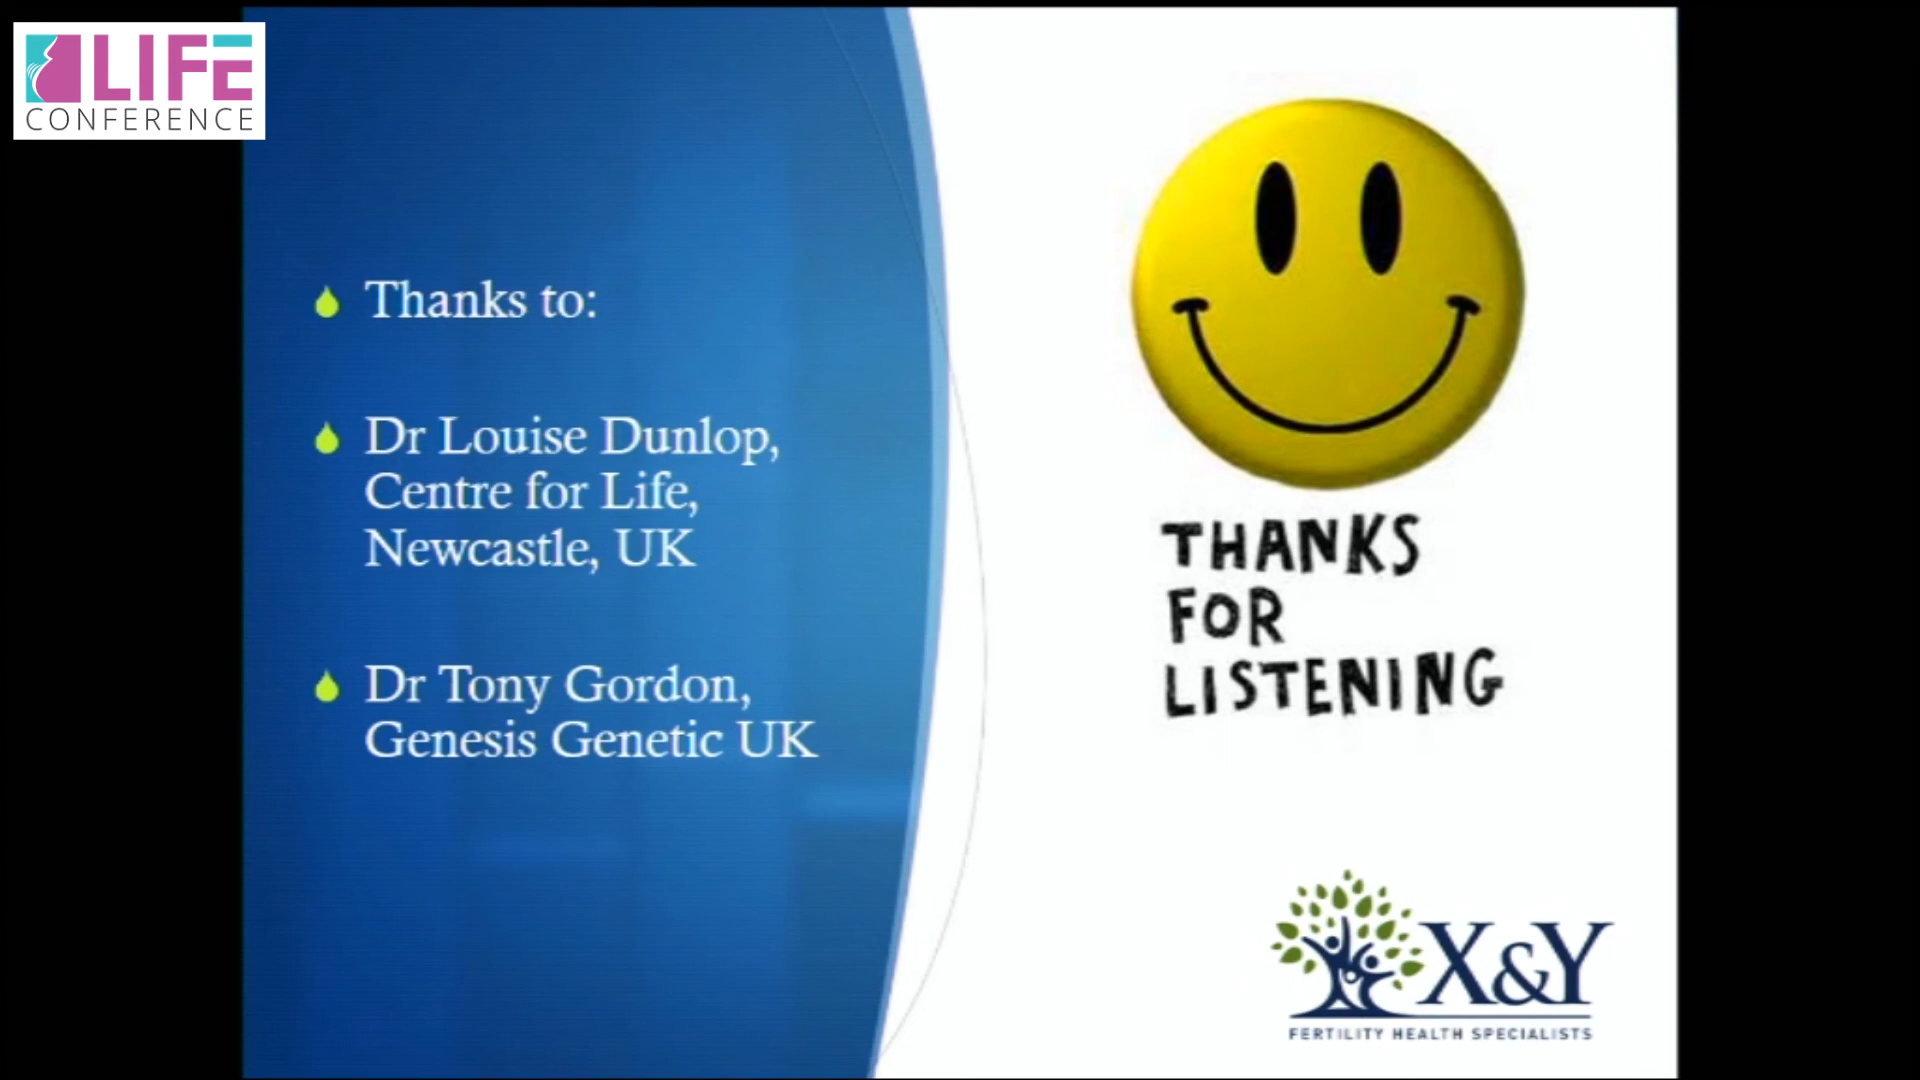 LIFE
CONFERENCE
Thanks to:
Dr Louise Dunlop,
Centre for Life,
Newcastle, UK
Dr Tony Gordon,
Genesis Genetic UK
THANKS
FOR
LISTENING
X&Y
FERTILITY HEALTH SPECIALISTS